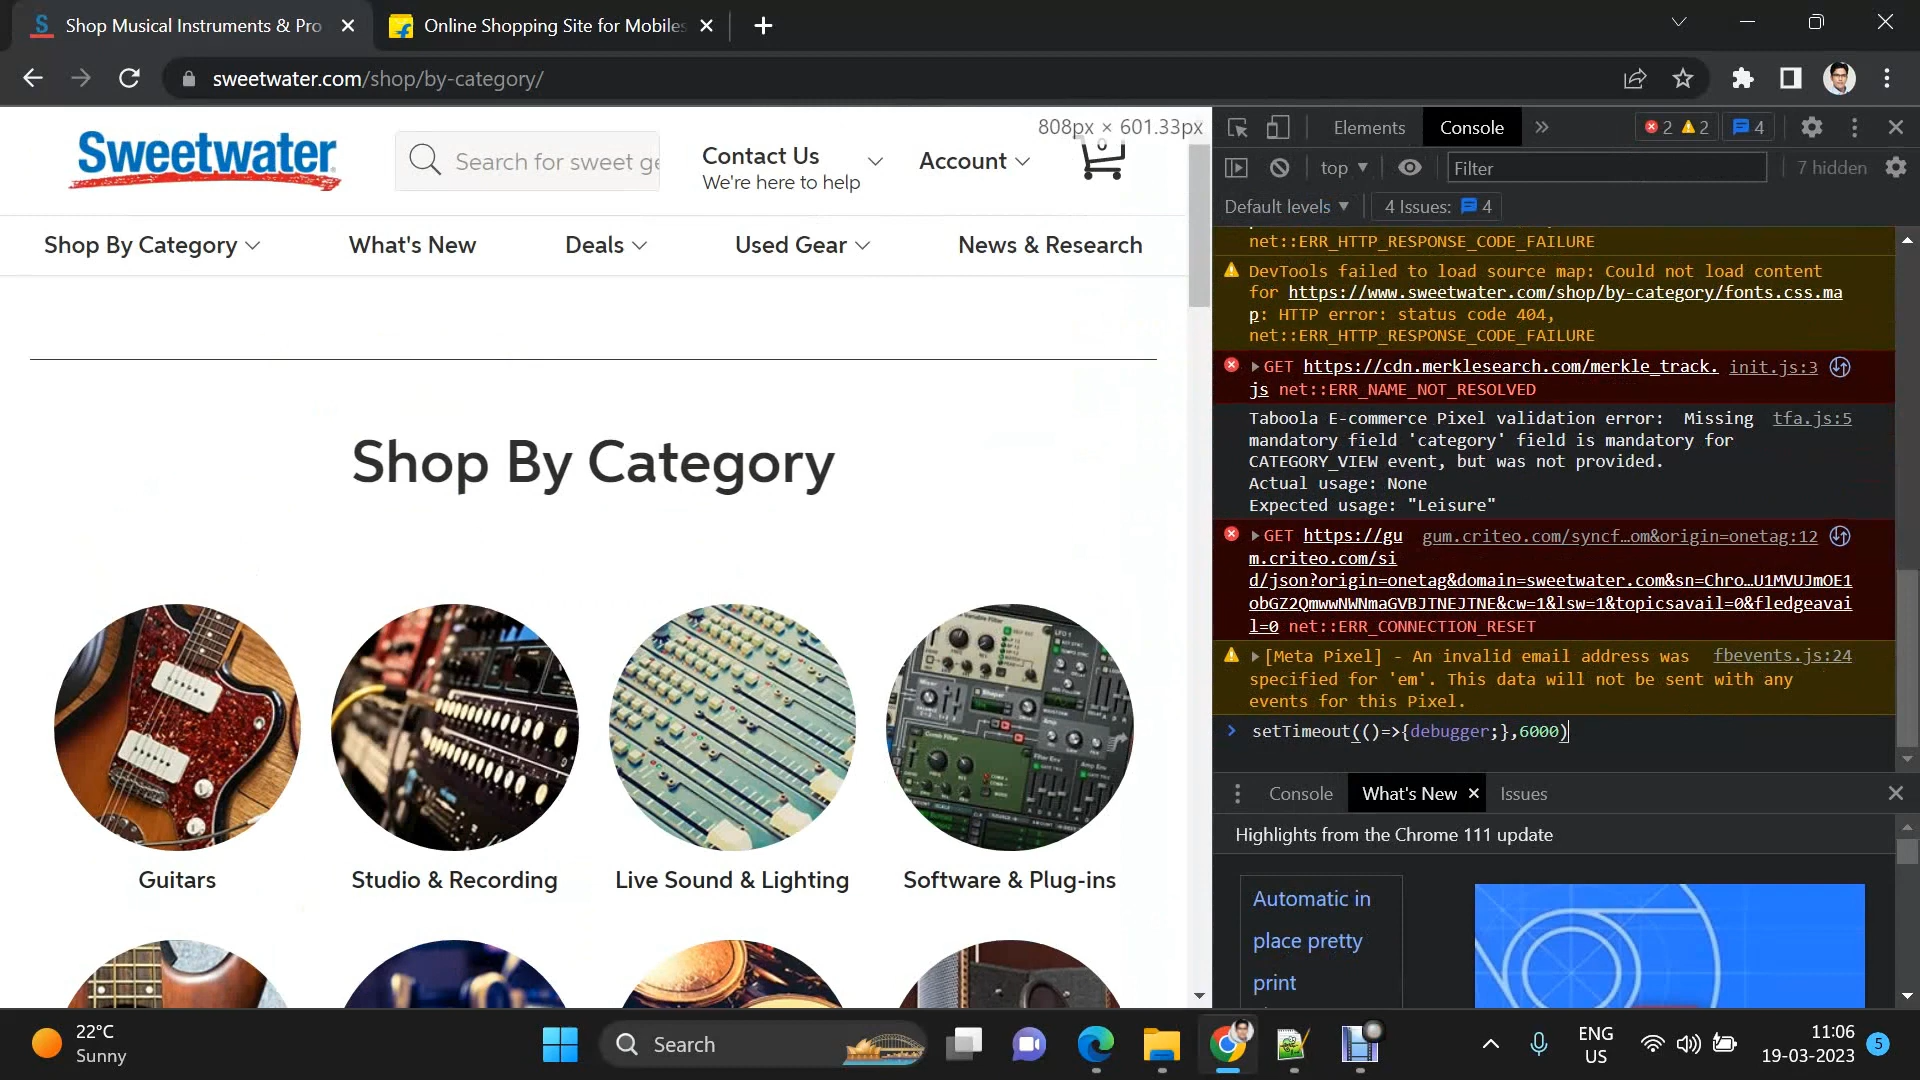 Shop Musical Instruments & Pro
Online Shopping Site for Mobiles
sweetwater.com/shop/by-category/
808px × 601.33px
Sweetwater
Search for sweet ge
Contact Us
We're here to help
Account
0
Shop By Category
What's New
Deals
Used Gear
News & Research
Shop By Category
Guitars
Studio & Recording
Live Sound & Lighting
Software & Plug-ins
Elements
Console
2
2
4
top
Filter
7 hidden
Default levels
4 Issues:
4
net::ERR_HTTP_RESPONSE_CODE_FAILURE
DevTools failed to load source map: Could not load content
for https://www.sweetwater.com/shop/by-category/fonts.css.ma
p: HTTP error: status code 404,
net::ERR_HTTP_RESPONSE_CODE_FAILURE
GET https://cdn.merklesearch.com/merkle_track. init.js:3
js net::ERR_NAME_NOT_RESOLVED
Taboola E-commerce Pixel validation error: Missing tfa.js:5
mandatory field 'category' field is mandatory for
CATEGORY_VIEW event, but was not provided.
Actual usage: None
Expected usage: "Leisure"
GET https://gu gum.criteo.com/syncf…om&origin=onetag:12
m.criteo.com/si
d/json?origin=onetag&domain=sweetwater.com&sn=Chro…U1MVUJmOE1
obGZ2QmwwNWNmaGVBJTNEJTNE&cw=1&lsw=1&topicsavail=0&fledgeavai
l=0 net::ERR_CONNECTION_RESET
[Meta Pixel] - An invalid email address was fbevents.js:24
specified for 'em'. This data will not be sent with any
events for this Pixel.
setTimeout(()=>{debugger;},6000)
Console
What's New
Issues
Highlights from the Chrome 111 update
Automatic in
place pretty
print
22°C
Sunny
Search
ENG
US
11:06
19-03-2023
5